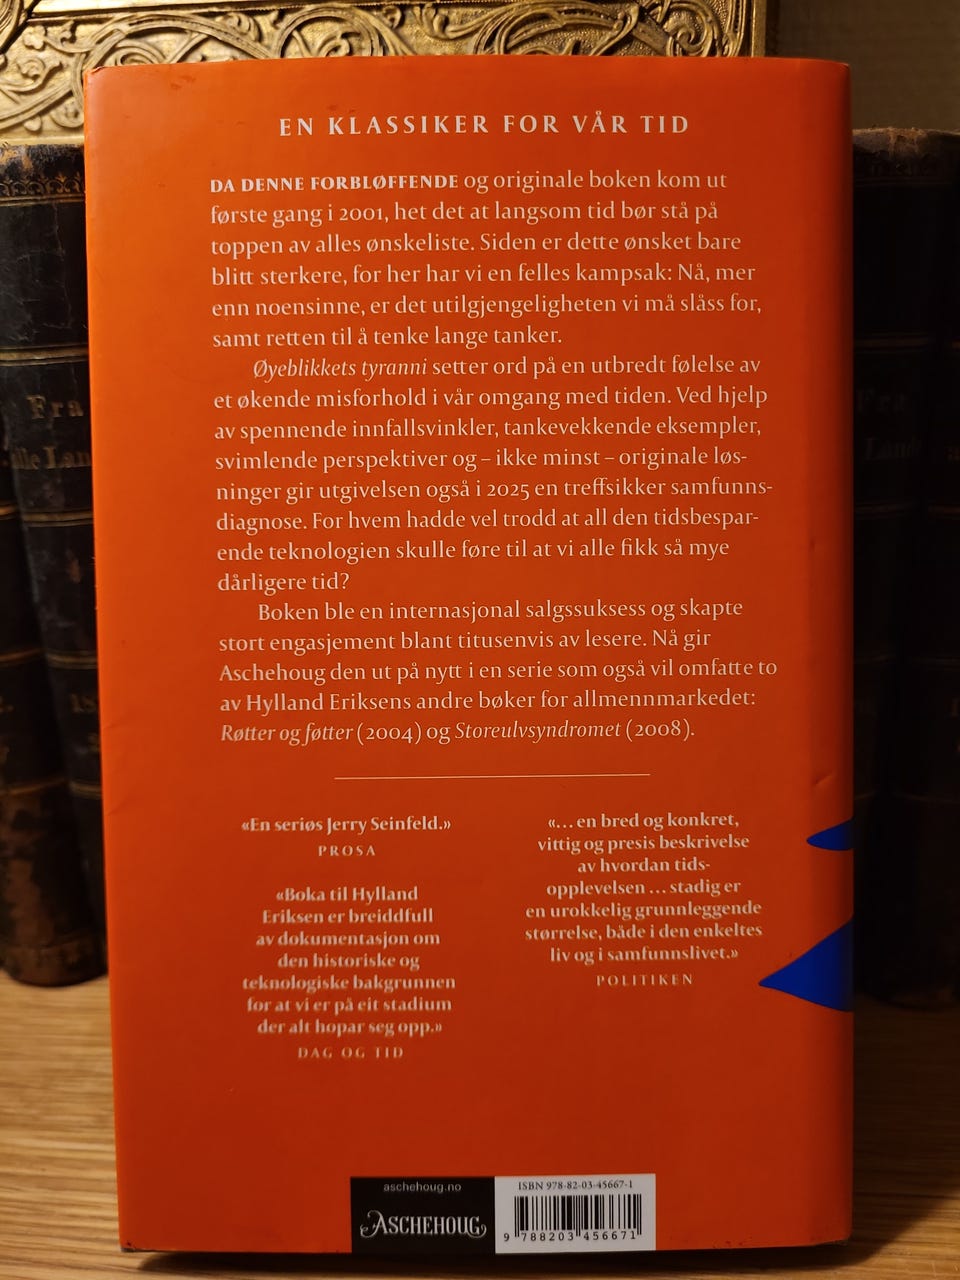 EN KLASSIKER FOR VÅR TID
DA DENNE FORBLØFFENDE og originale boken kom ut
første gang i 2001, het det at langsom tid bør stå på
toppen av alles ønskeliste. Siden er dette ønsket bare
blitt sterkere, for her har vi en felles kampsak: Nå, mer
enn noensinne, er det utilgjengeligheten vi må slåss for,
samt retten til å tenke lange tanker.
Øyeblikkets tyranni setter ord på en utbredt følelse av
et økende misforhold i vår omgang med tiden. Ved hjelp
av spennende innfallsvinkler, tankevekkende eksempler,
svimlende perspektiver og – ikke minst – originale løs-
ninger gir utgivelsen også i 2025 en treffsikker samfunns-
diagnose. For hvem hadde vel trodd at all den tidsbespar-
ende teknologien skulle føre til at vi alle fikk så mye
dårligere tid?
Boken ble en internasjonal salgssuksess og skapte
stort engasjement blant titusenvis av lesere. Nå gir
Aschehoug den ut på nytt i en serie som også vil omfatte to
av Hylland Eriksens andre bøker for allmennmarkedet:
Røtter og føtter (2004) og Storeulvsyndromet (2008).
«En seriøs Jerry Seinfeld.»
PROSA
«Boka til Hylland
Eriksen er breiddfull
av dokumentasjon om
den historiske og
teknologiske bakgrunnen
for at vi er på eit stadium
der alt hopar seg opp.»
DAG OG TID
«... en bred og konkret,
vittig og presis beskrivelse
av hvordan tids-
opplevelsen ... stadig er
en urokkelig grunnleggende
størrelse, både i den enkeltes
liv og i samfunnslivet.»
POLITIKEN
aschehoug.no
ASCHEHOUG
ISBN 978-82-03-45667-1
9 788203 456671
Fra
Fra